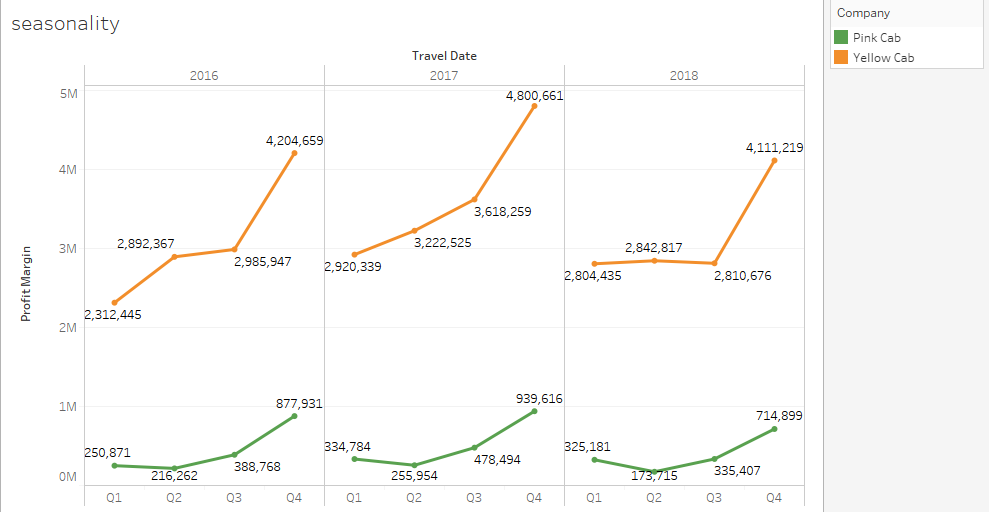 seasonality
Company
Pink Cab
Yellow Cab
Travel Date
2016 2017 2018
Profit Margin
5M
4M
3M
2M
1M
0M
2,312,445
2,892,367
2,985,947
4,204,659
2,920,339
3,222,525
3,618,259
4,800,661
2,804,435
2,842,817
2,810,676
4,111,219
250,871
216,262
388,768
877,931
334,784
255,954
478,494
939,616
325,181
173,715
335,407
714,899
Q1 Q2 Q3 Q4 Q1 Q2 Q3 Q4 Q1 Q2 Q3 Q4